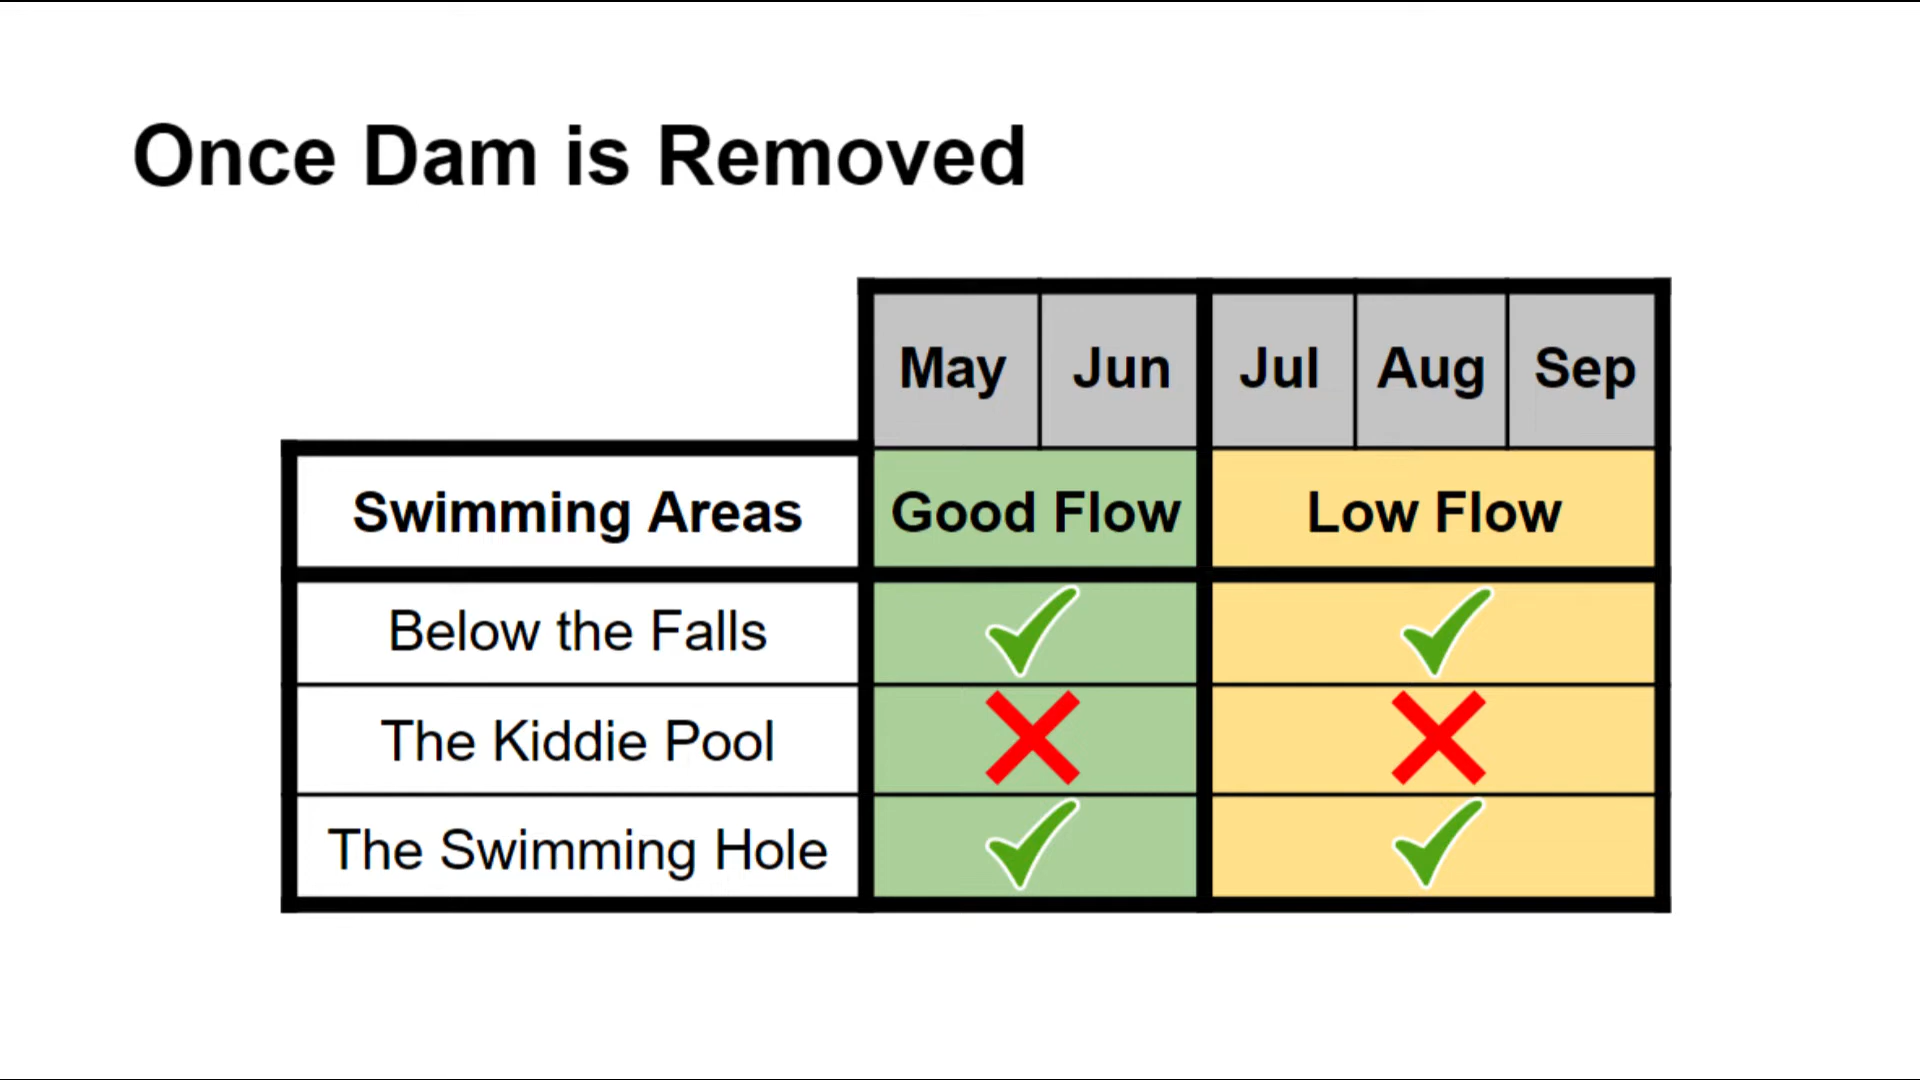 Once Dam is Removed
May Jun Jul Aug Sep
Swimming Areas Good Flow Low Flow
Below the Falls
The Kiddie Pool
The Swimming Hole